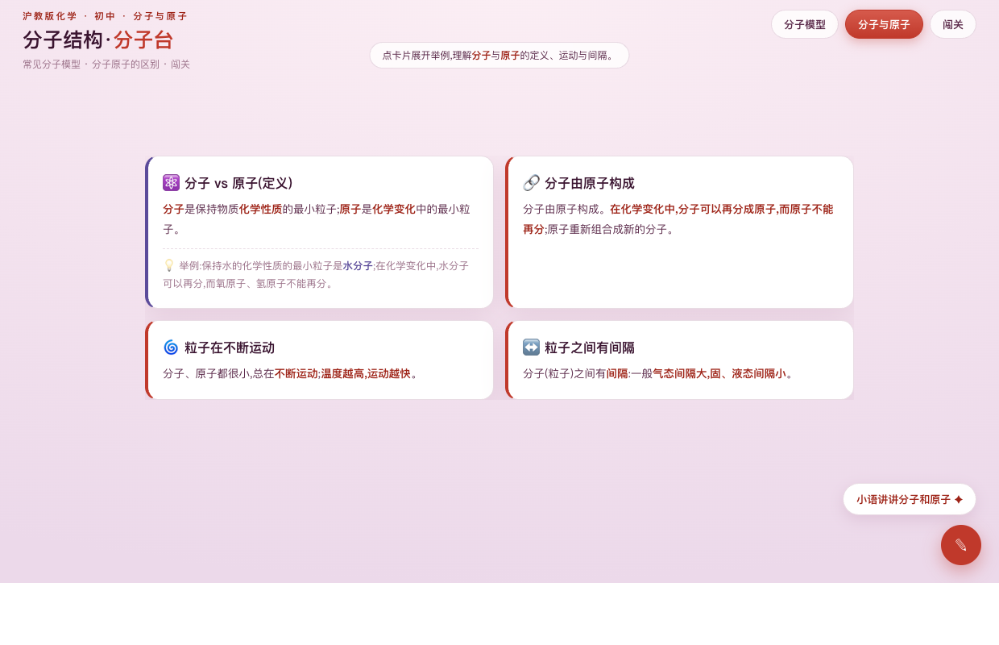 沪教版化学 · 初中 · 分子与原子
分子结构·分子台
常见分子模型 · 分子原子的区别 · 闯关
分子模型
分子与原子
闯关
点卡片展开举例,理解分子与原子的定义、运动与间隔。
分子 vs 原子(定义)
分子是保持物质化学性质的最小粒子;原子是化学变化中的最小粒
子。
举例:保持水的化学性质的最小粒子是水分子;在化学变化中,水分子
可以再分,而氧原子、氢原子不能再分。
分子由原子构成
分子由原子构成。在化学变化中,分子可以再分成原子,而原子不能
再分;原子重新组合成新的分子。
粒子在不断运动
分子、原子都很小,总在不断运动;温度越高,运动越快。
粒子之间有间隔
分子(粒子)之间有间隔:一般气态间隔大,固、液态间隔小。
小语讲讲分子和原子 ✦